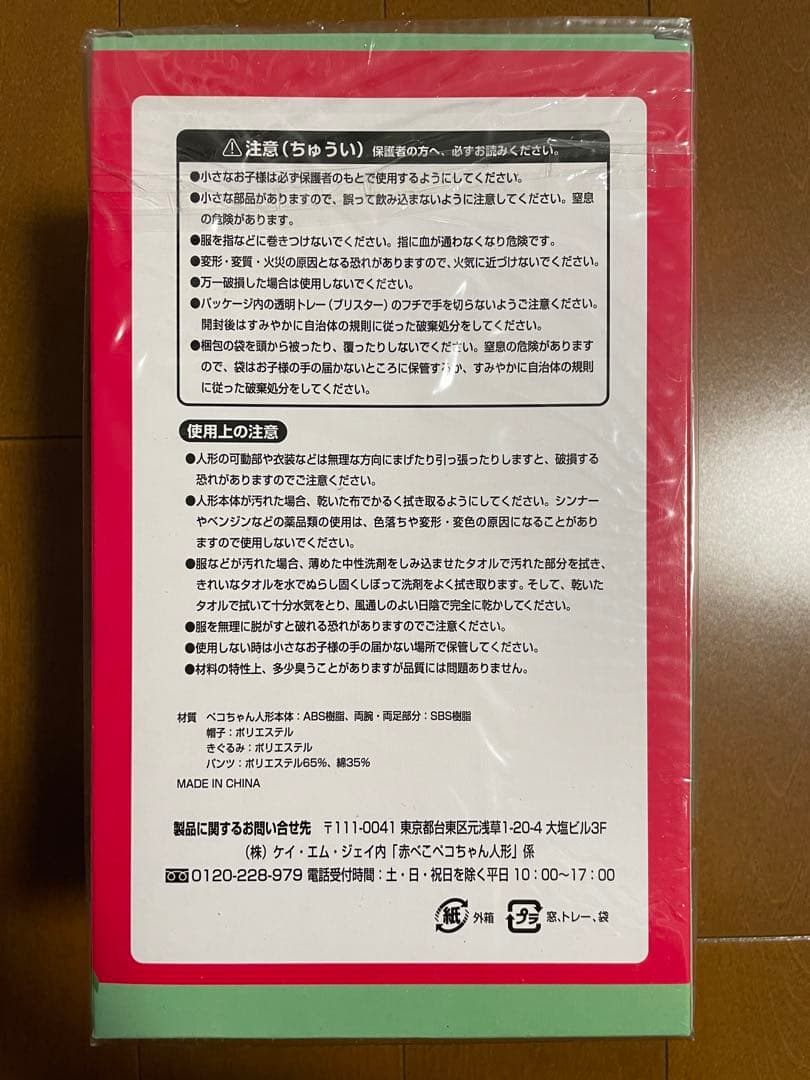 ⚠注意（ちゅうい） 保護者の方へ、必ずお読みください。
●小さなお子様は必ず保護者のもとで使用するようにしてください。
●小さな部品がありますので、誤って飲み込まないように注意してください。窒息
の危険があります。
●服を指などに巻きつけないでください。指に血が通わなくなり危険です。
●変形・変質・火災の原因となる恐れがありますので、火気に近づけないでください。
●万一破損した場合は使用しないでください。
●パッケージ内の透明トレー（ブリスター）のフチで手を切らないようご注意ください。
開封後はすみやかに自治体の規則に従った破棄処分をしてください。
●梱包の袋を頭から被ったり、覆ったりしないでください。窒息の危険があります
ので、袋はお子様の手の届かないところに保管するか、すみやかに自治体の規則
に従った破棄処分をしてください。
使用上の注意
●人形の可動部や衣装などは無理な方向にまげたり引っ張ったりしますと、破損する
恐れがありますのでご注意ください。
●人形本体が汚れた場合、乾いた布でかるく拭き取るようにしてください。シンナー
やベンジンなどの薬品類の使用は、色落ちや変形・変色の原因になることがあり
ますので使用しないでください。
●服などが汚れた場合、薄めた中性洗剤をしみ込ませたタオルで汚れた部分を拭き、
きれいなタオルを水でぬらし固くしぼって洗剤をよく拭き取ります。そして、乾いた
タオルで拭いて十分水気をとり、風通しのよい日陰で完全に乾かしてください。
●服を無理に脱がすと破れる恐れがありますのでご注意ください。
●使用しない時は小さなお子様の手の届かない場所で保管してください。
●材料の特性上、多少臭うことがありますが品質には問題ありません。
材質 ペコちゃん人形本体：ABS樹脂、両腕・両足部分：SBS樹脂
帽子：ポリエステル
きぐるみ：ポリエステル
パンツ：ポリエステル65%、綿35%
MADE IN CHINA
製品に関するお問い合せ先 〒111-0041 東京都台東区元浅草1-20-4 大塩ビル3F
（株）ケイ・エム・ジェイ内「赤べこペコちゃん人形」係
0120-228-979 電話受付時間：土・日・祝日を除く平日 10：00〜17：00
紙 外箱 プラ 窓、トレー、袋